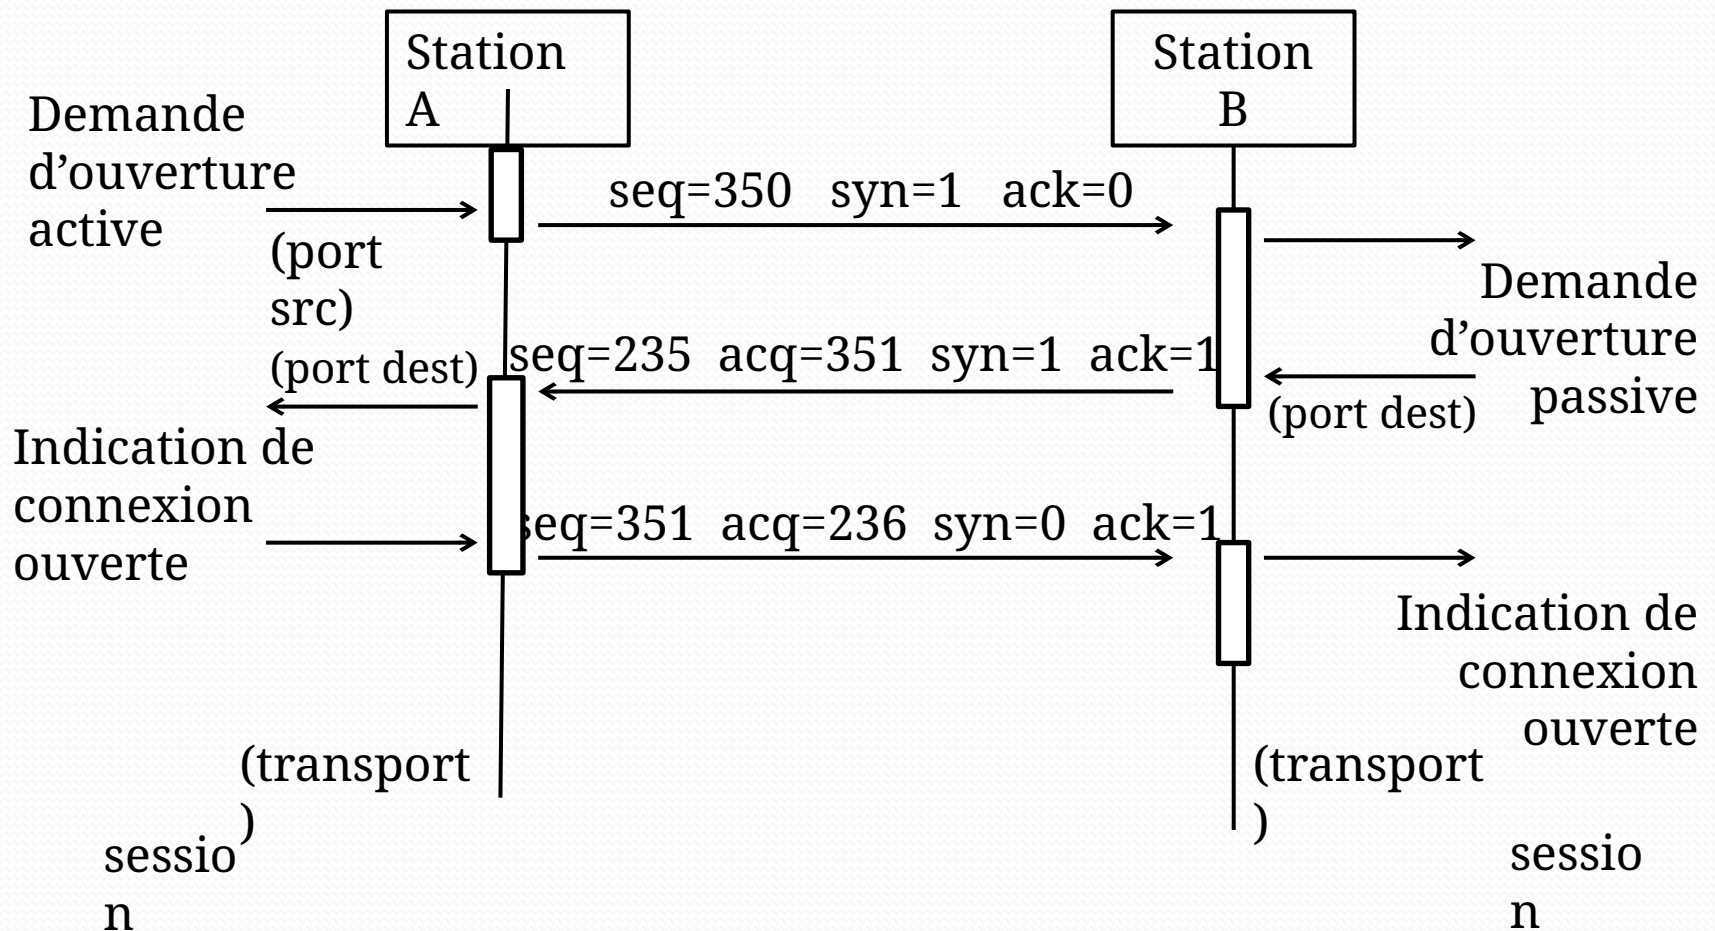 Station
A
Station
B
Demande
d’ouverture
active
seq=350 syn=1 ack=0
(port
src)
Demande
d’ouverture
passive
seq=235 acq=351 syn=1 ack=1
(port dest)
(port dest)
Indication de
connexion
ouverte
seq=351 acq=236 syn=0 ack=1
Indication de
connexion
ouverte
(transport
)
(transport
)
sessio
n
sessio
n